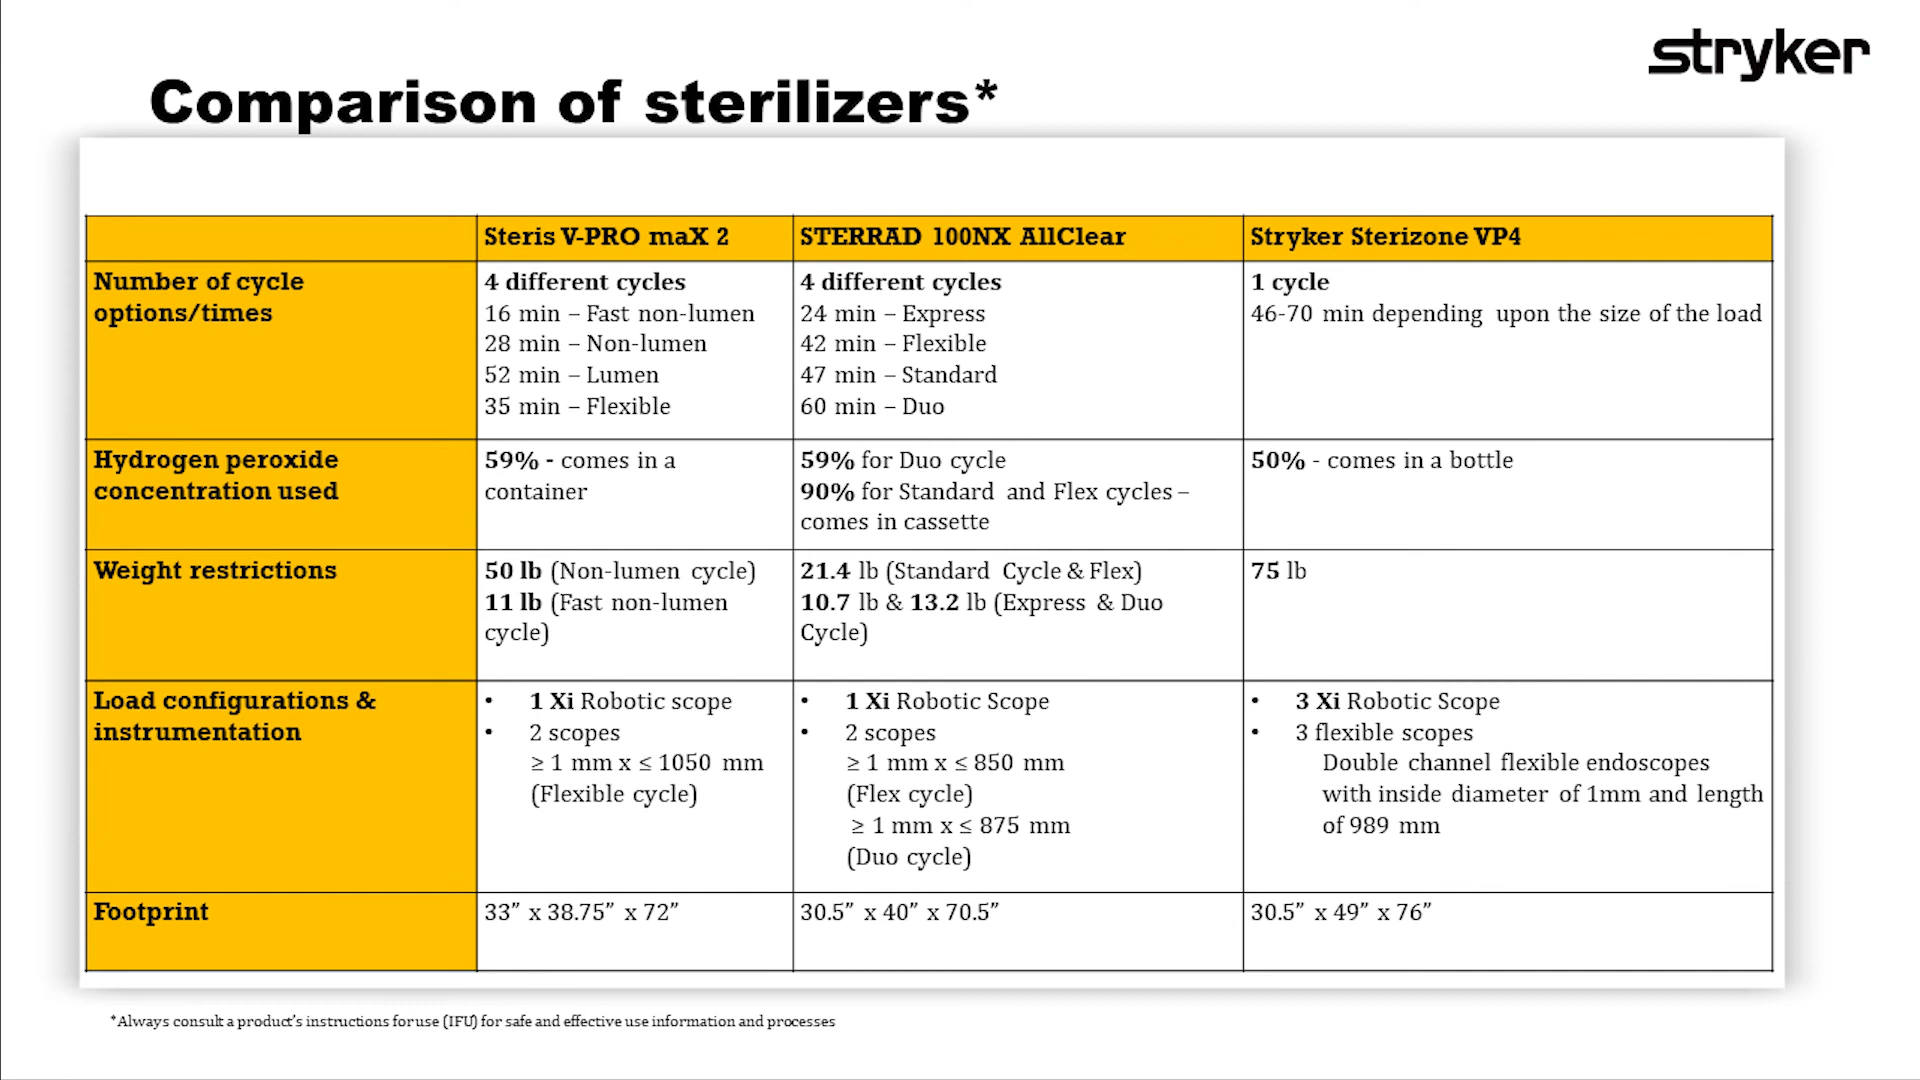 stryker
Comparison of sterilizers*
Steris V-PRO maX 2
STERRAD 100NX AllClear
Stryker Sterizone VP4
Number of cycle
options/times
4 different cycles
16 min – Fast non-lumen
28 min – Non-lumen
52 min – Lumen
35 min – Flexible
4 different cycles
24 min – Express
42 min – Flexible
47 min – Standard
60 min – Duo
1 cycle
46-70 min depending upon the size of the load
Hydrogen peroxide
concentration used
59% - comes in a
container
59% for Duo cycle
90% for Standard and Flex cycles –
comes in cassette
50% - comes in a bottle
Weight restrictions
50 lb (Non-lumen cycle)
11 lb (Fast non-lumen
cycle)
21.4 lb (Standard Cycle & Flex)
10.7 lb & 13.2 lb (Express & Duo
Cycle)
75 lb
Load configurations &
instrumentation
• 1 Xi Robotic scope
• 2 scopes
≥ 1 mm x ≤ 1050 mm
(Flexible cycle)
• 1 Xi Robotic Scope
• 2 scopes
≥ 1 mm x ≤ 850 mm
(Flex cycle)
≥ 1 mm x ≤ 875 mm
(Duo cycle)
• 3 Xi Robotic Scope
• 3 flexible scopes
Double channel flexible endoscopes
with inside diameter of 1mm and length
of 989 mm
Footprint
33” x 38.75” x 72”
30.5” x 40” x 70.5”
30.5” x 49” x 76”
*Always consult a product’s instructions for use (IFU) for safe and effective use information and processes